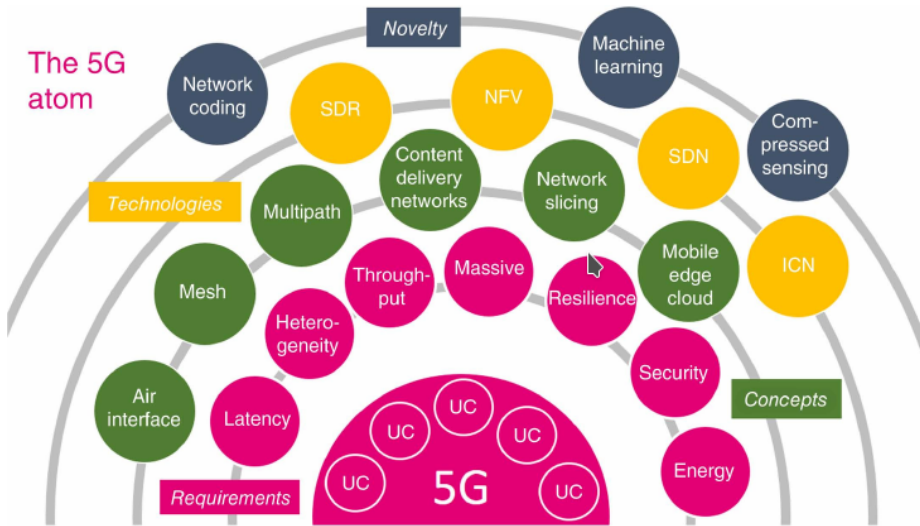 The 5G
atom
Novelty
Network
coding
Machine
learning
Com-
pressed
sensing
Technologies
SDR
NFV
SDN
ICN
Content
delivery
networks
Network
slicing
Multipath
Mesh
Mobile
edge
cloud
Air
interface
Concepts
Through-
put
Massive
Resilience
Hetero-
geneity
Security
Latency
Energy
Requirements
UC
UC
UC
UC
UC
5G